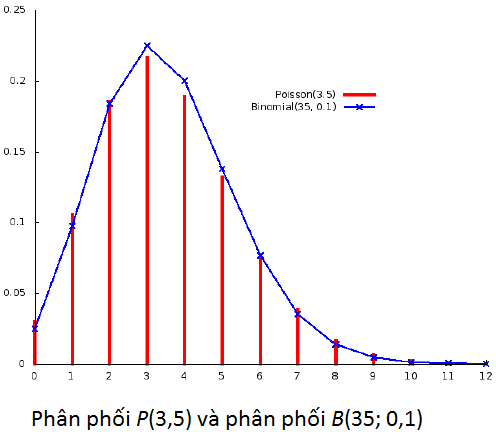 0.25
0.2
0.15
0.1
0.05
0
Poisson(3.5)
Binomial(35, 0.1)
0 1 2 3 4 5 6 7 8 9 10 11 12
Phân phối P(3,5) và phân phối B(35; 0,1)